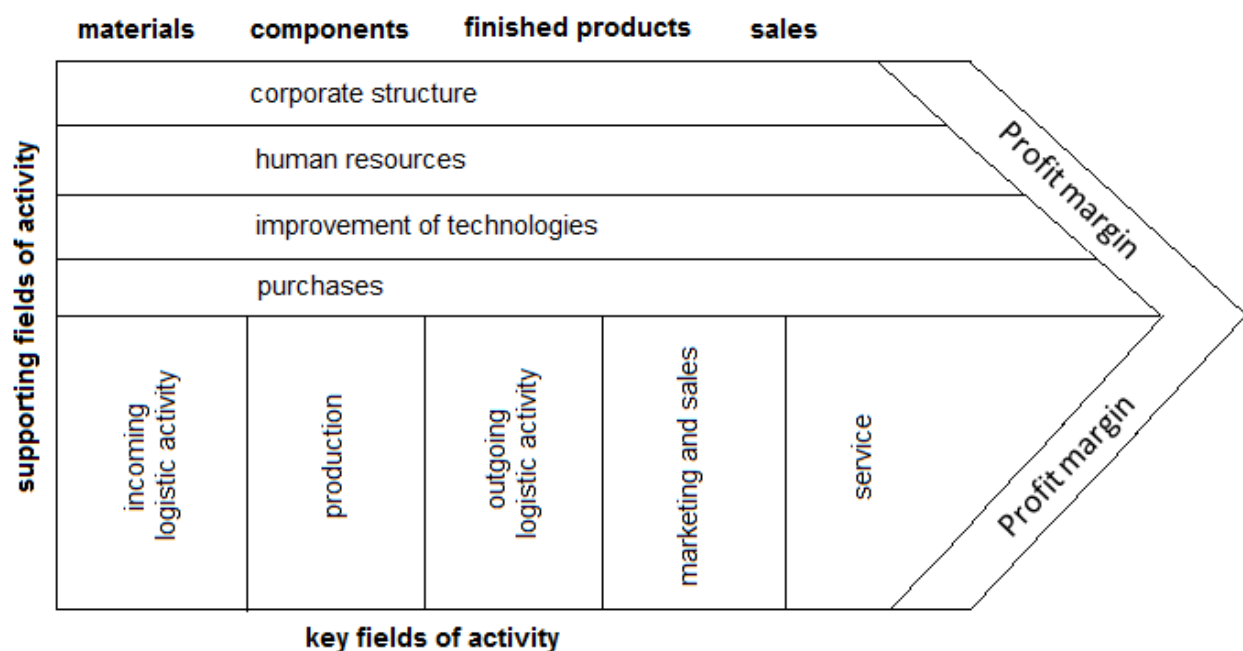 materials components finished products sales
supporting fields of activity
corporate structure
human resources
improvement of technologies
purchases
Profit margin
incoming
logistic activity
production
outgoing
logistic activity
marketing and sales
service
Profit margin
key fields of activity